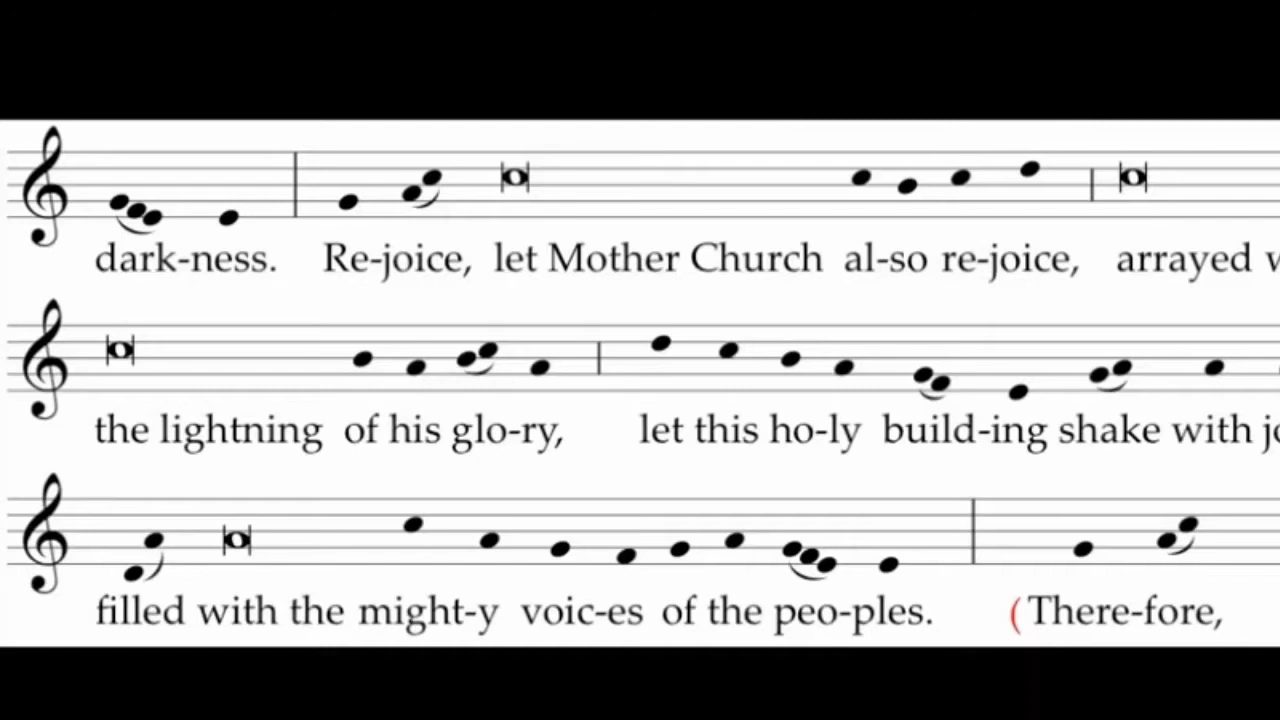 dark-ness. Re-joice, let Mother Church al-so re-joice, arrayed
the lightning of his glo-ry, let this ho-ly build-ing shake with
filled with the might-y voic-es of the peo-ples. (There-fore,